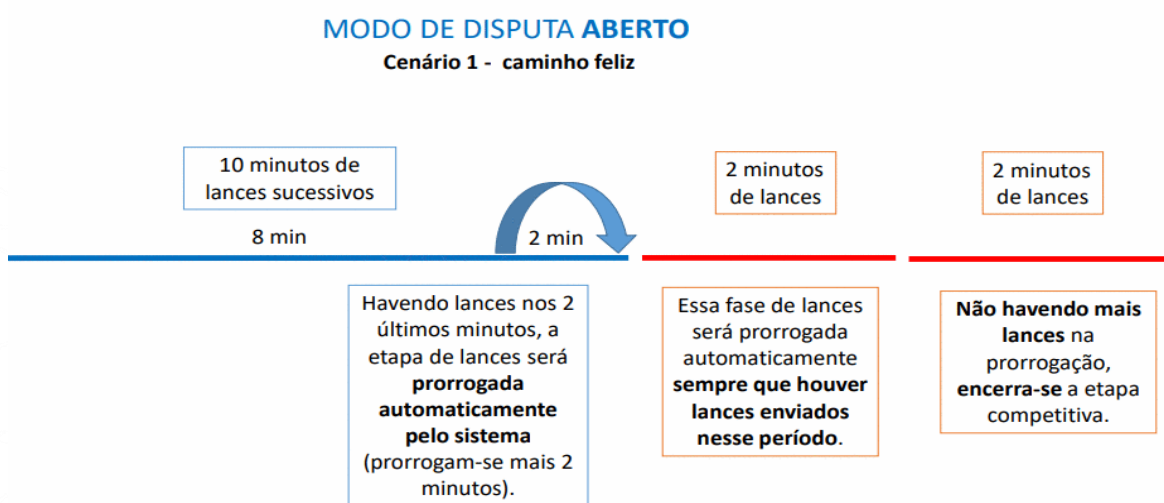 MODO DE DISPUTA ABERTO
Cenário 1 - caminho feliz
10 minutos de
lances sucessivos
8 min
2 min
2 minutos
de lances
2 minutos
de lances
Havendo lances nos 2
últimos minutos, a
etapa de lances será
prorrogada
automaticamente
pelo sistema
(prorrogam-se mais 2
minutos).
Essa fase de lances
será prorrogada
automaticamente
sempre que houver
lances enviados
nesse período.
Não havendo mais
lances na
prorrogação,
encerra-se a etapa
competitiva.